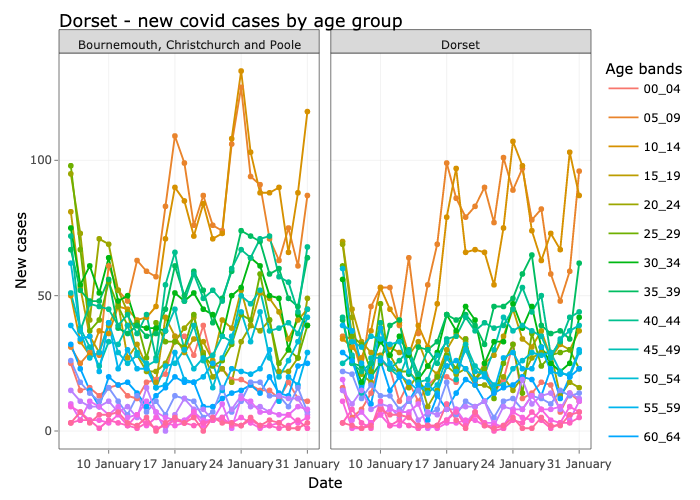 Dorset - new covid cases by age group
Bournemouth, Christchurch and Poole
Dorset
New cases
100
50
0
10 January
17 January
24 January
31 January
10 January
17 January
24 January
31 January
Date
Age bands
00_04
05_09
10_14
15_19
20_24
25_29
30_34
35_39
40_44
45_49
50_54
55_59
60_64